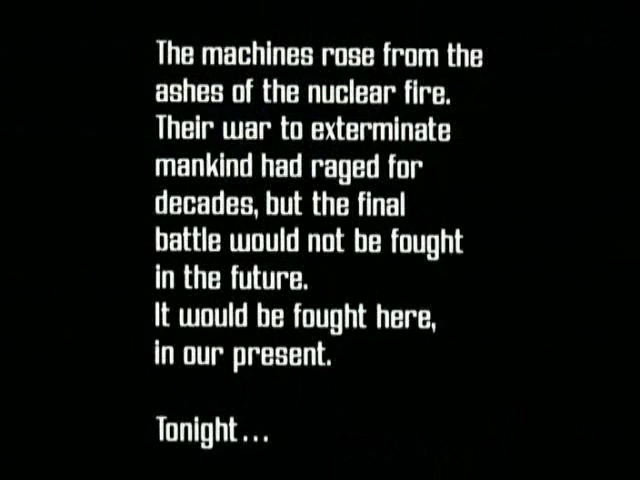 The machines rose from the
ashes of the nuclear fire.
Their war to exterminate
mankind had raged for
decades, but the final
battle would not be fought
in the future.
It would be fought here,
in our present.
Tonight...